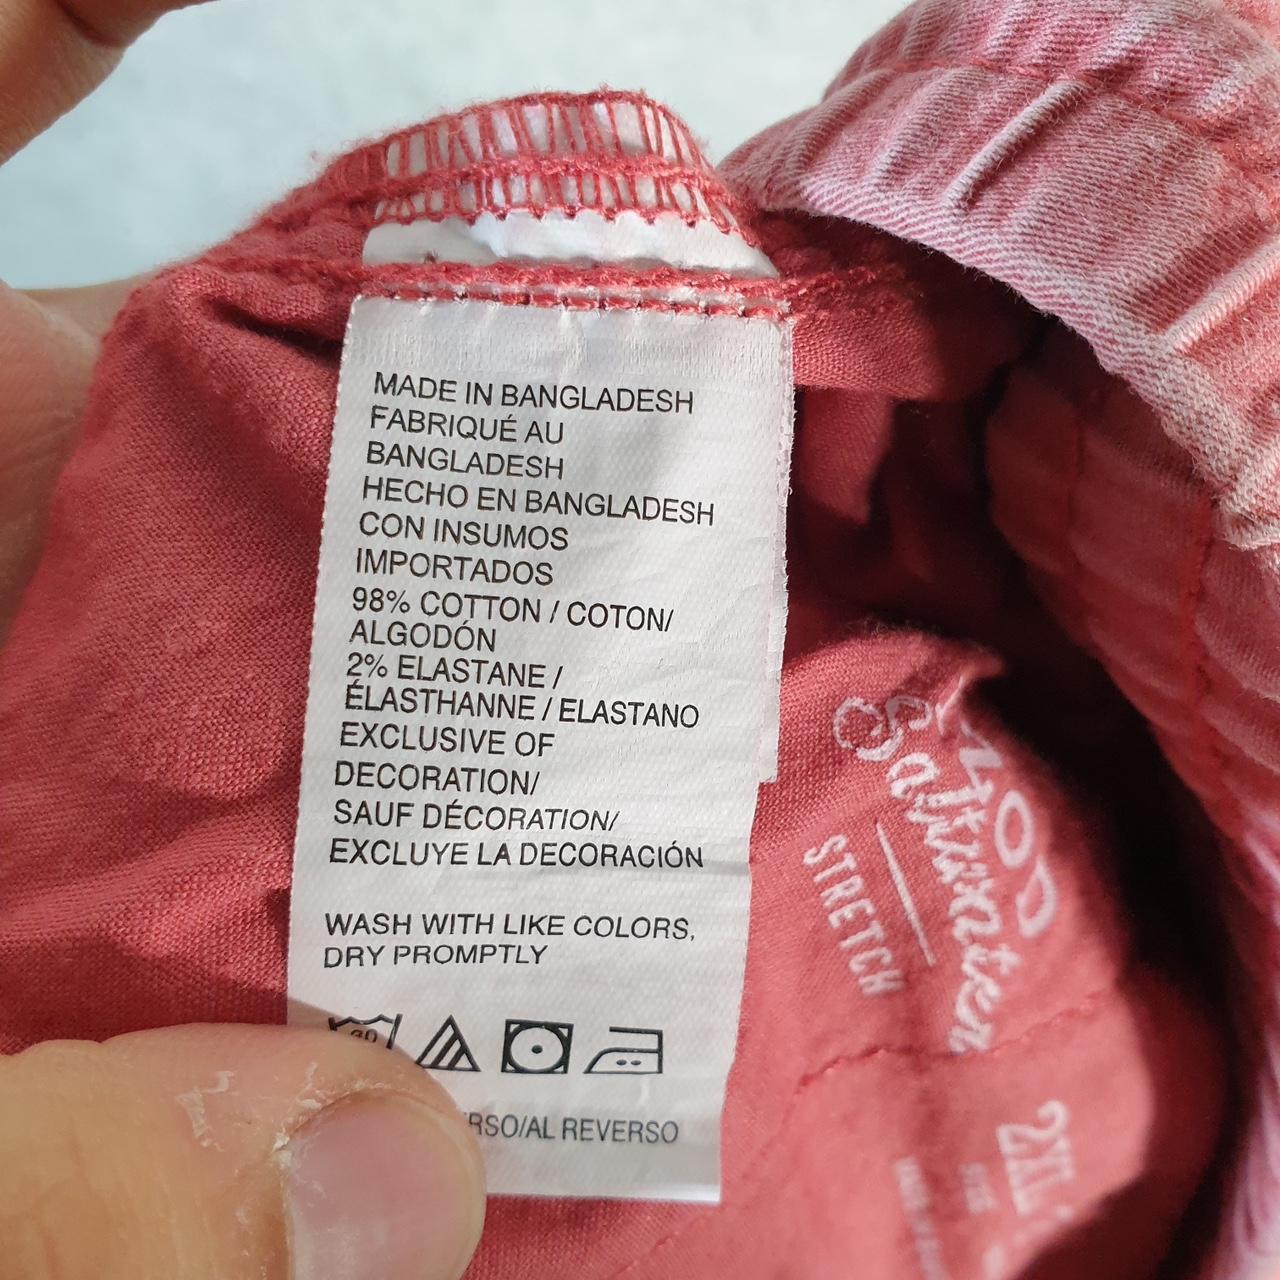 MADE IN BANGLADESH
FABRIQUÉ AU
BANGLADESH
HECHO EN BANGLADESH
CON INSUMOS
IMPORTADOS
98% COTTON / COTON/
ALGODÓN
2% ELASTANE /
ÉLASTHANNE / ELASTANO
EXCLUSIVE OF
DECORATION/
SAUF DÉCORATION/
EXCLUYE LA DECORACIÓN
WASH WITH LIKE COLORS,
DRY PROMPTLY
/AL REVERSO
Saltwater
STRETCH
2XL
SIZE